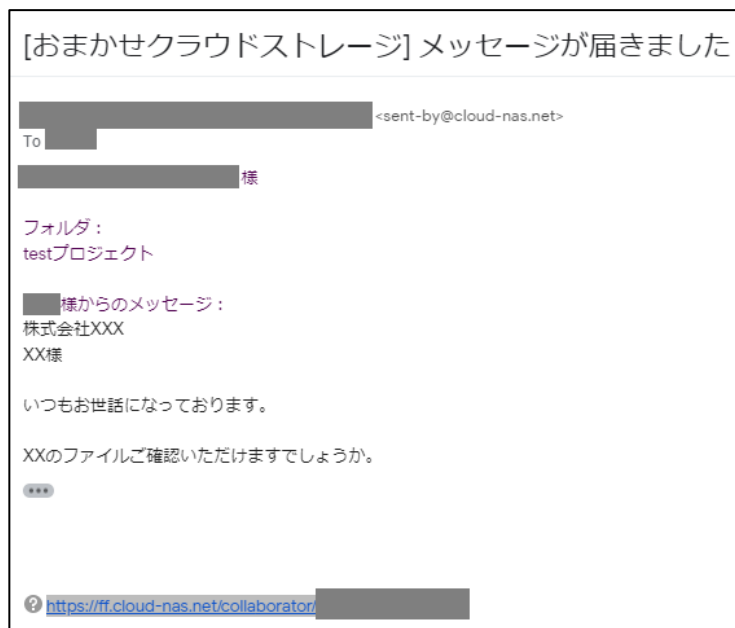 [おまかせクラウドストレージ] メッセージが届きました
<sent-by@cloud-nas.net>
To
様
フォルダ：
testプロジェクト
様からのメッセージ：
株式会社XXX
XX様
いつもお世話になっております。
XXのファイルご確認いただけますでしょうか。
https://ff.cloud-nas.net/collaborator/